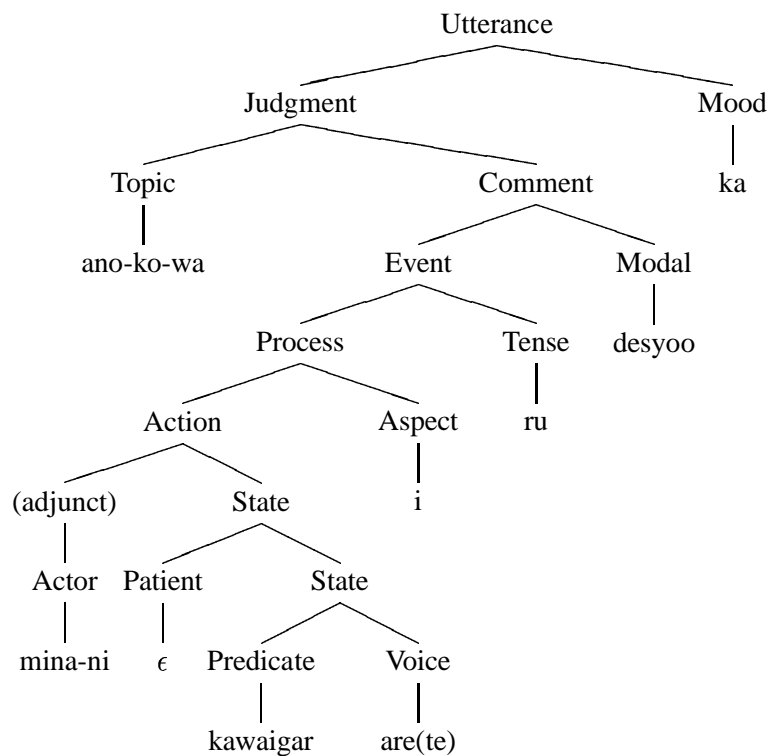 Utterance
Judgment Mood
Topic Comment ka
ano-ko-wa Event Modal
Process Tense desyoo
Action Aspect ru
(adjunct) State i
Actor Patient State
mina-ni ϵ Predicate Voice
kawaigar are(te)